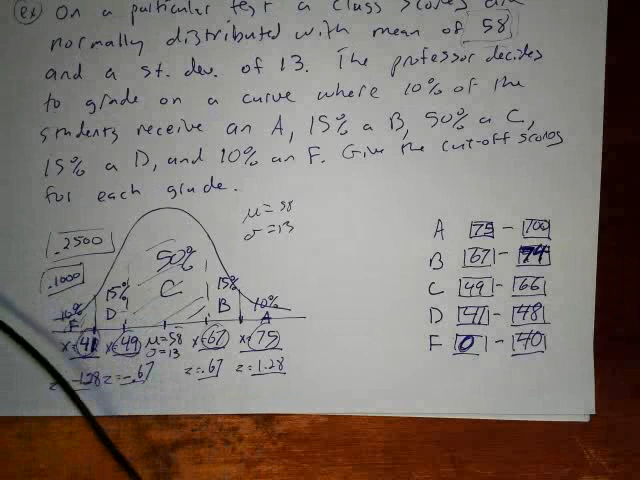 ex) On a particular test a class scores are
normally distributed with mean of 58
and a st. dev. of 13. The professor decides
to grade on a curve where 10% of the
students receive an A, 15% a B, 50% a C,
15% a D, and 10% an F. Give the cut-off scores
for each grade.
μ=58
σ=13
.2500
.1000
50%
C
15%
D
15%
B
10%
F
10%
A
x=41 x=49 μ=58 x=67 x=75
σ=13
z=-1.28 z=-.67 z=.67 z=1.28
A 75 - 100
B 67 - 74
C 49 - 66
D 41 - 48
F 0 - 40